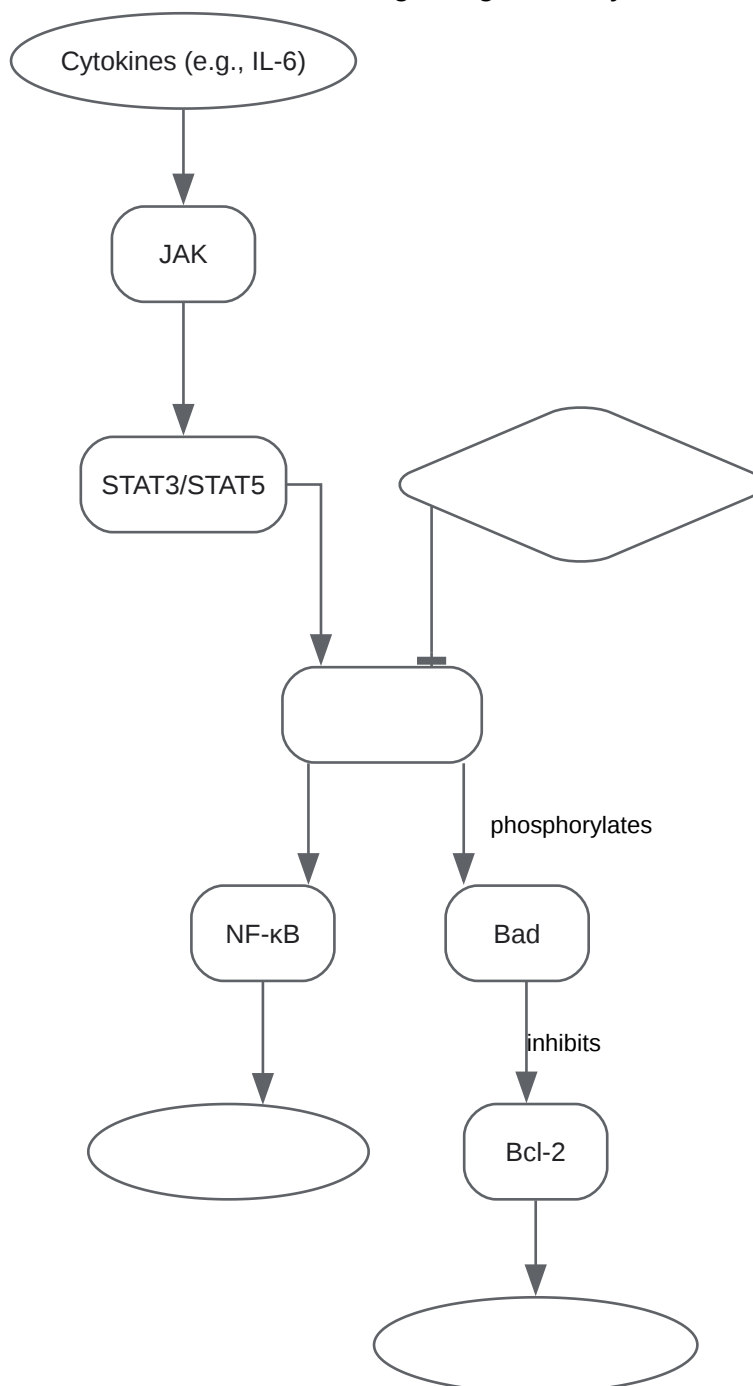 Cytokines (e.g., IL-6)
JAK
STAT3/STAT5
phosphorylates
NF-κB
Bad
inhibits
Bcl-2